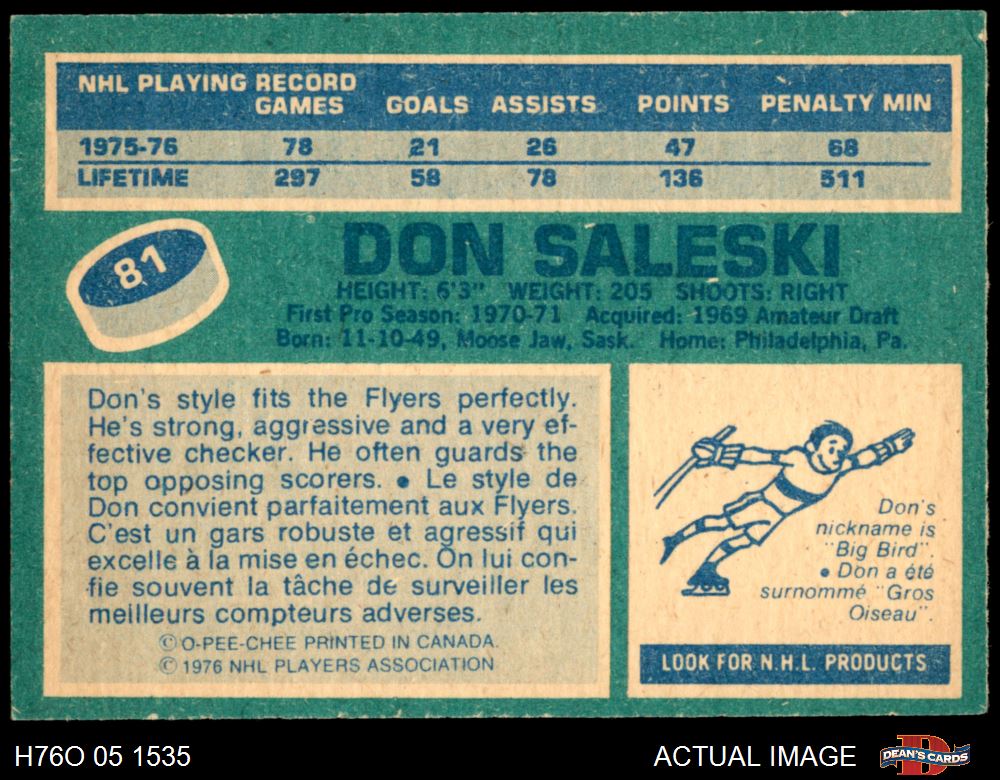 NHL PLAYING RECORD
GAMES GOALS ASSISTS POINTS PENALTY MIN
1975-76 78 21 26 47 68
LIFETIME 297 58 78 136 511
81
DON SALESKI
HEIGHT: 6'3" WEIGHT: 205 SHOOTS: RIGHT
First Pro Season: 1970-71 Acquired: 1969 Amateur Draft
Born: 11-10-49, Moose Jaw, Sask. Home: Philadelphia, Pa.
Don's style fits the Flyers perfectly.
He's strong, aggressive and a very ef-
fective checker. He often guards the
top opposing scorers. • Le style de
Don convient parfaitement aux Flyers.
C'est un gars robuste et agressif qui
excelle à la mise en échec. On lui con-
fie souvent la tâche de surveiller les
meilleurs compteurs adverses.
© O-PEE-CHEE PRINTED IN CANADA.
© 1976 NHL PLAYERS ASSOCIATION
Don's
nickname is
"Big Bird".
• Don a été
surnommé "Gros
Oiseau".
LOOK FOR N.H.L. PRODUCTS
H76O 05 1535
ACTUAL IMAGE
D
DEAN'S CARDS